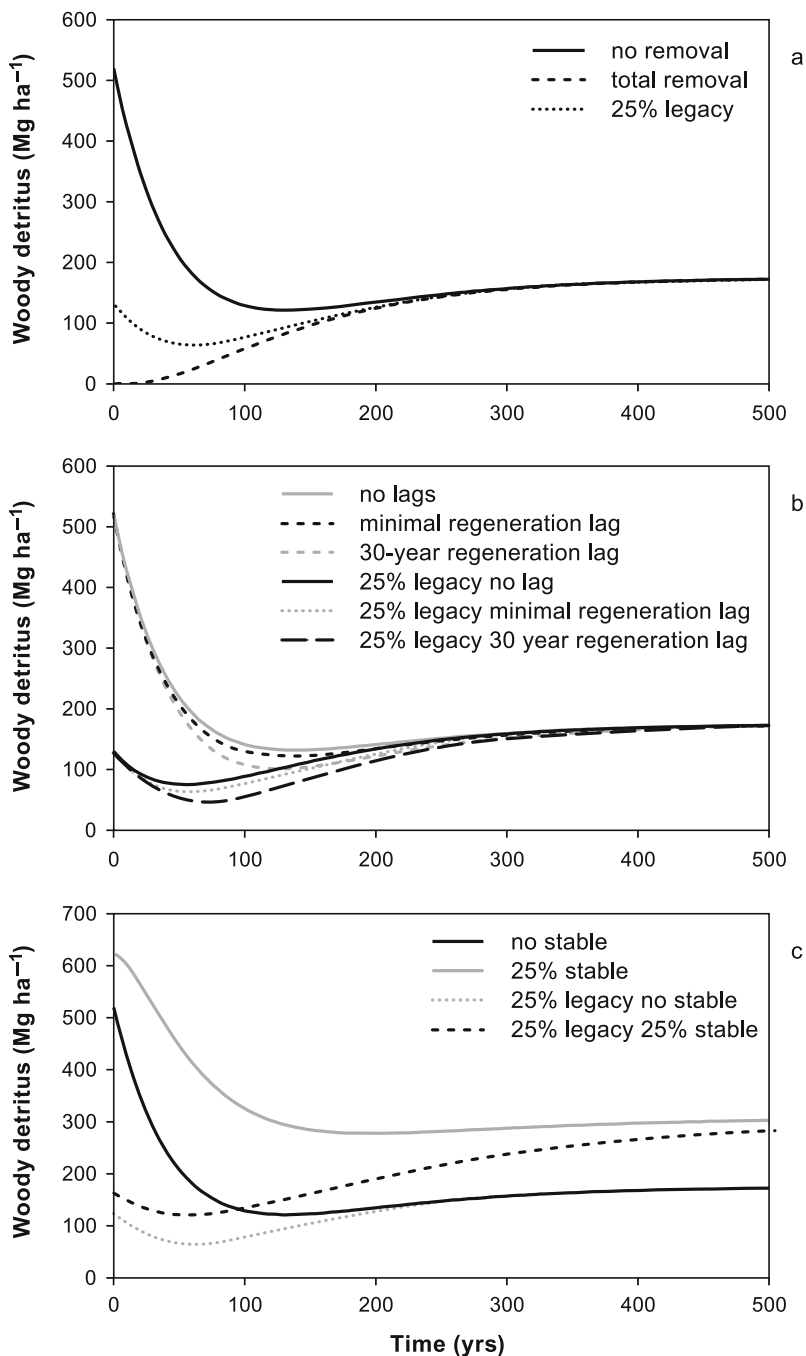 a
Woody detritus (Mg ha⁻¹)
600
500
400
300
200
100
0
no removal
total removal
25% legacy
0 100 200 300 400 500
b
Woody detritus (Mg ha⁻¹)
600
500
400
300
200
100
0
no lags
minimal regeneration lag
30-year regeneration lag
25% legacy no lag
25% legacy minimal regeneration lag
25% legacy 30 year regeneration lag
0 100 200 300 400 500
c
Woody detritus (Mg ha⁻¹)
700
600
500
400
300
200
100
0
no stable
25% stable
25% legacy no stable
25% legacy 25% stable
0 100 200 300 400 500
Time (yrs)